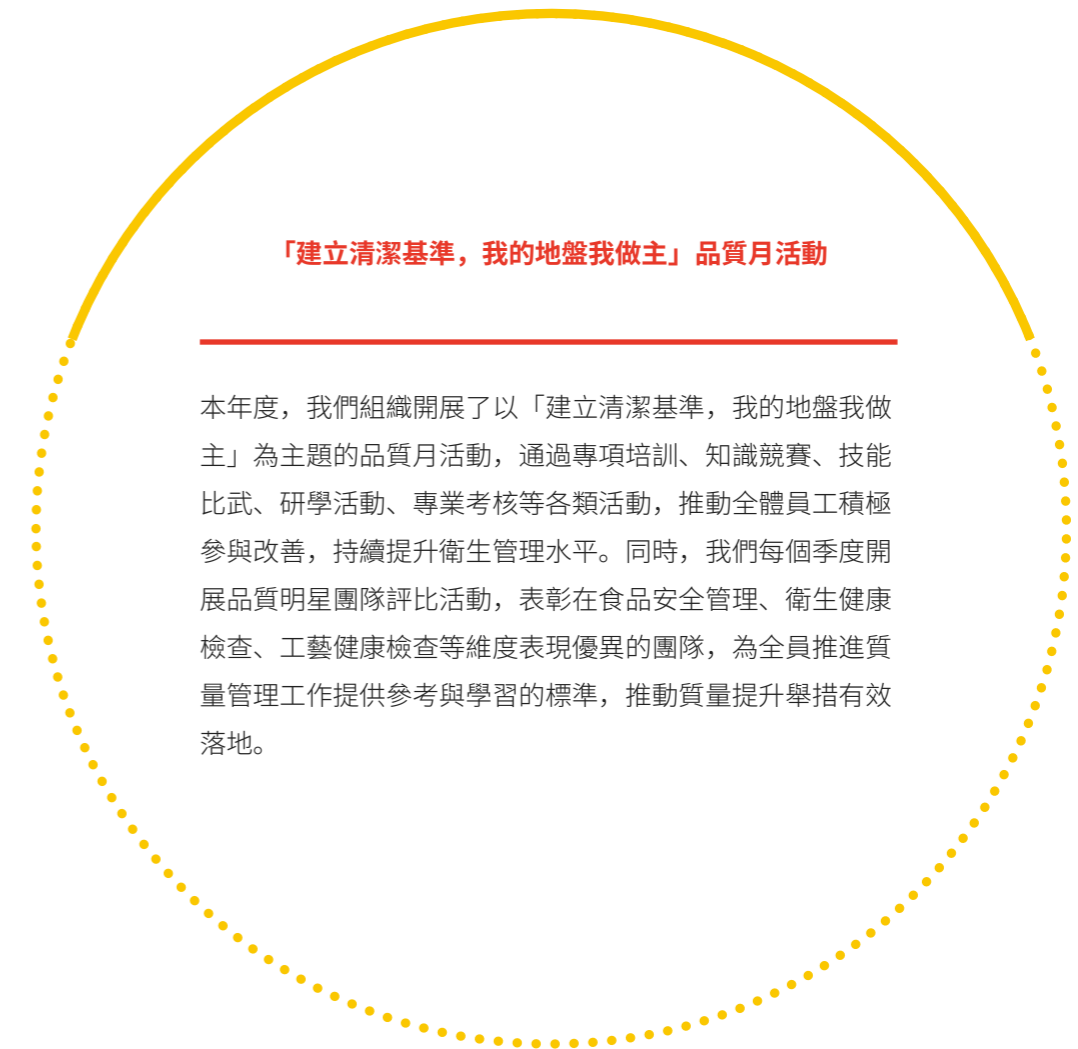 「建立清潔基準，我的地盤我做主」品質月活動
本年度，我們組織開展了以「建立清潔基準，我的地盤我做
主」為主題的品質月活動，通過專項培訓、知識競賽、技能
比武、研學活動、專業考核等各類活動，推動全體員工積極
參與改善，持續提升衛生管理水平。同時，我們每個季度開
展品質明星團隊評比活動，表彰在食品安全管理、衛生健康
檢查、工藝健康檢查等維度表現優異的團隊，為全員推進質
量管理工作提供參考與學習的標準，推動質量提升舉措有效
落地。